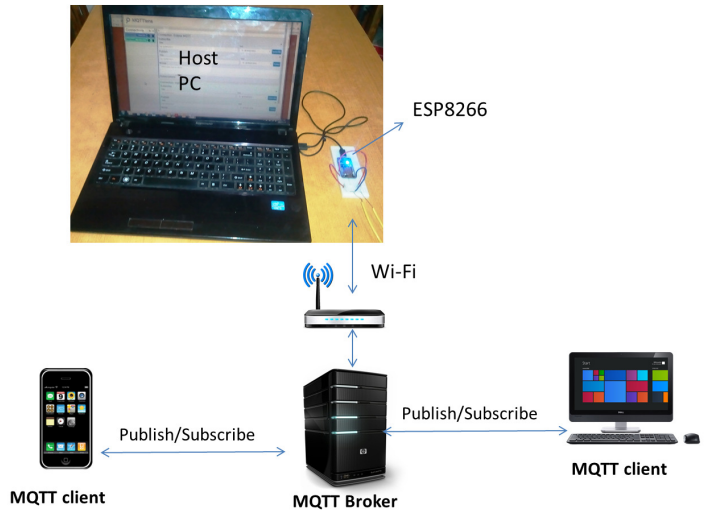 Host
PC
ESP8266
Wi-Fi
Publish/Subscribe
Publish/Subscribe
MQTT client
MQTT Broker
MQTT client